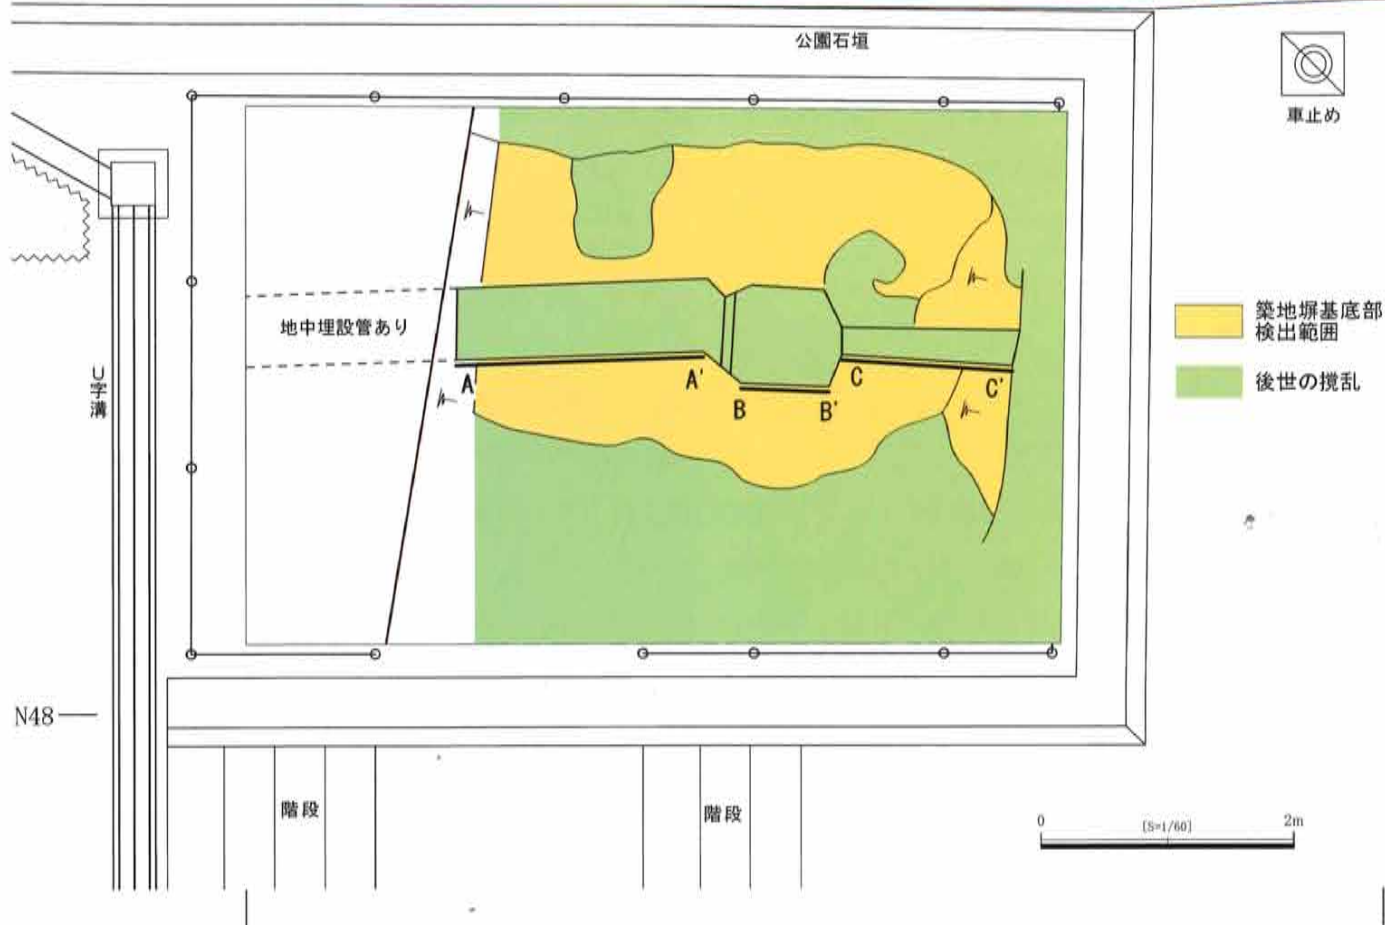 公園石垣
車止め
地中埋設管あり
築地塀基底部
検出範囲
後世の撹乱
U字溝
A
A'
B
B'
C
C'
N48
階段
階段
0
[S=1/60]
2m